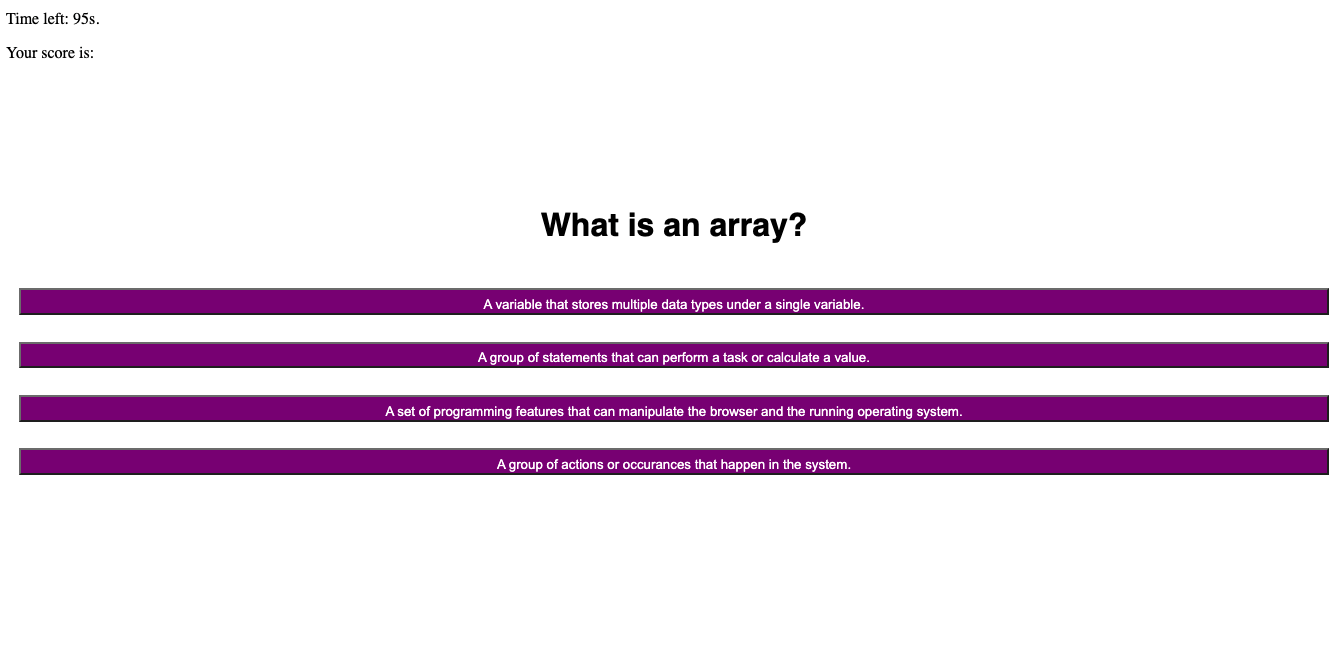 Time left: 95s.
Your score is:
What is an array?
A variable that stores multiple data types under a single variable.
A group of statements that can perform a task or calculate a value.
A set of programming features that can manipulate the browser and the running operating system.
A group of actions or occurances that happen in the system.